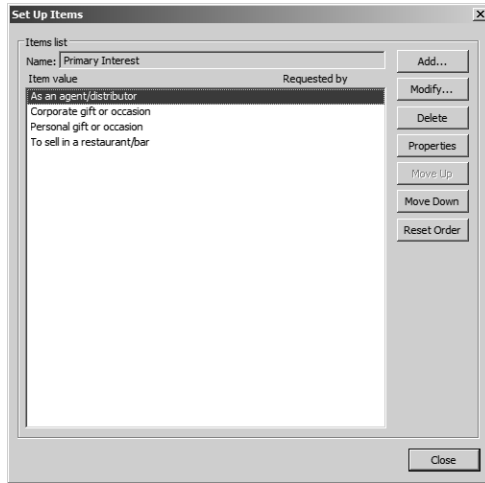 Set Up Items
Items list
Name: Primary Interest
Item value Requested by
As an agent/distributor
Corporate gift or occasion
Personal gift or occasion
To sell in a restaurant/bar
Add...
Modify...
Delete
Properties
Move Up
Move Down
Reset Order
Close